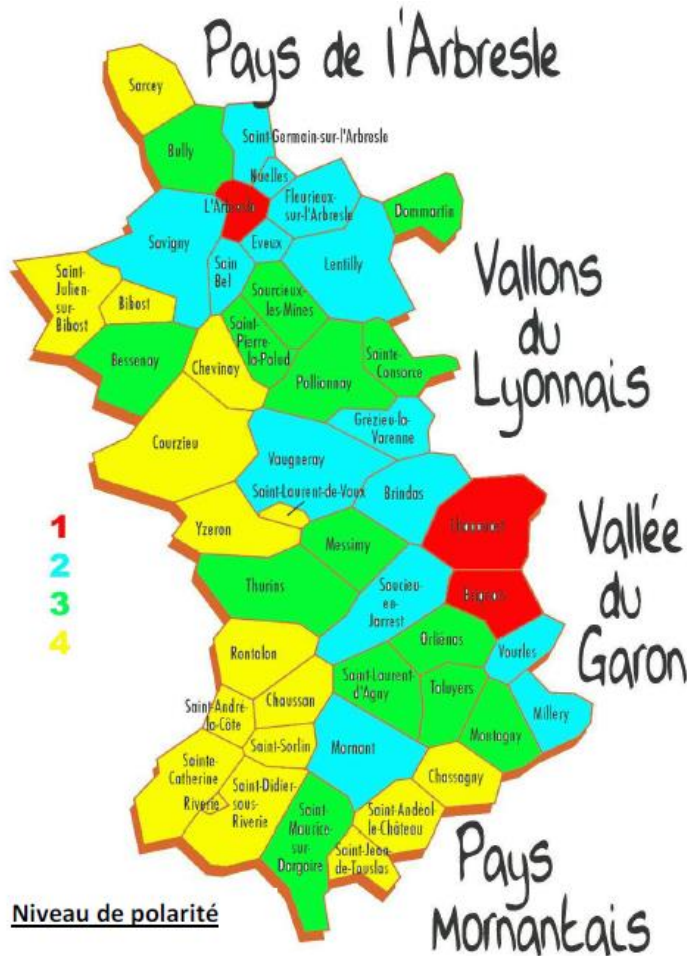 Pays de l'Arbresle
Sarcey
Bully
Saint-Germain-sur-l'Arbresle
Nuelles
L'Arbresle
Fleurieux-
sur-l'Arbresle
Dommartin
Savigny
Eveux
Sain
Bel
Lentilly
Saint-
Julien-
sur-
Bibost
Bibost
Sourcieux-
les-Mines
Vallons
du
Lyonnais
Bessenay
Chevinay
Saint-
Pierre-
la-Palud
Pollionnay
Sainte-
Consorce
Courzieu
Grézieu-la-
Varenne
Vaugneray
Saint-Laurent-de-Vaux
Brindas
1
2
3
4
Yzeron
Messimy
Thurins
Soucieu-
en-
Jarrest
Vallée
du
Garon
Orliénas
Vourles
Rontalon
Saint-Laurent-
d'Agny
Taluyers
Millery
Montagny
Chaussan
Saint-André-
la-Côte
Saint-Sorlin
Mornant
Chassagny
Sainte-
Catherine
Riverie
Saint-Didier-
sous-
Riverie
Saint-
Maurice-
sur-
Dargoire
Saint-Andéol-
le-Château
Saint-Jean-
de-Touslas
Pays
Mornantais
Niveau de polarité